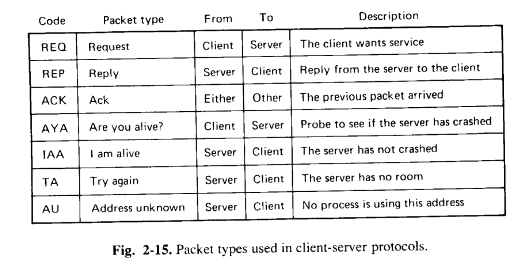 Code Packet type From To Description
REQ Request Client Server The client wants service
REP Reply Server Client Reply from the server to the client
ACK Ack Either Other The previous packet arrived
AYA Are you alive? Client Server Probe to see if the server has crashed
IAA I am alive Server Client The server has not crashed
TA Try again Server Client The server has no room
AU Address unknown Server Client No process is using this address
Fig. 2-15. Packet types used in client-server protocols.